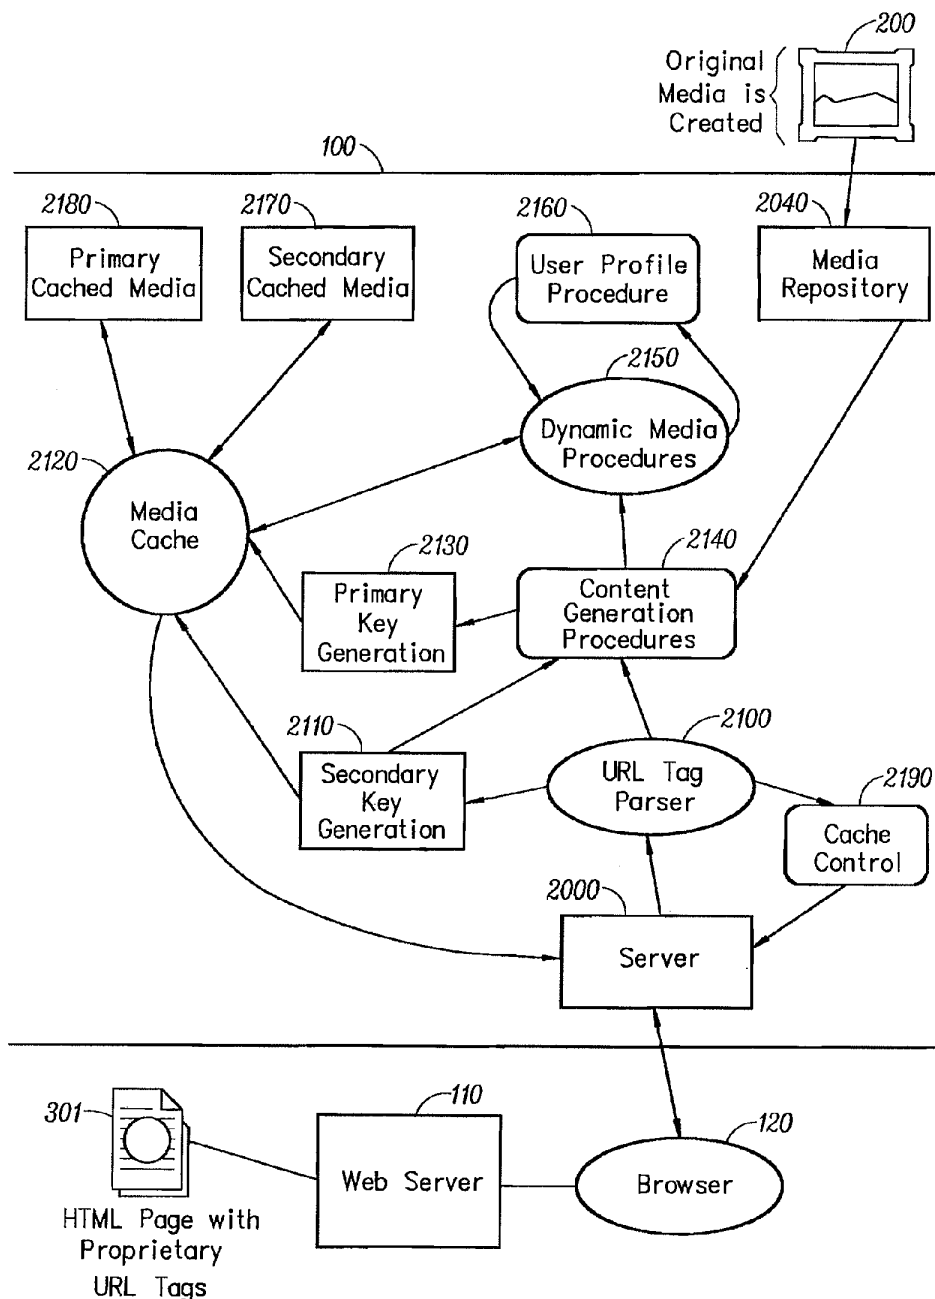 200
Original
Media is
Created
100
2180
2170
2160
2040
Primary
Cached Media
Secondary
Cached Media
User Profile
Procedure
Media
Repository
2150
Dynamic Media
Procedures
2120
Media
Cache
2130
2140
Primary
Key
Generation
Content
Generation
Procedures
2110
2100
Secondary
Key
Generation
URL Tag
Parser
2190
Cache
Control
2000
Server
301
110
120
Web Server
Browser
HTML Page with
Proprietary
URL Tags